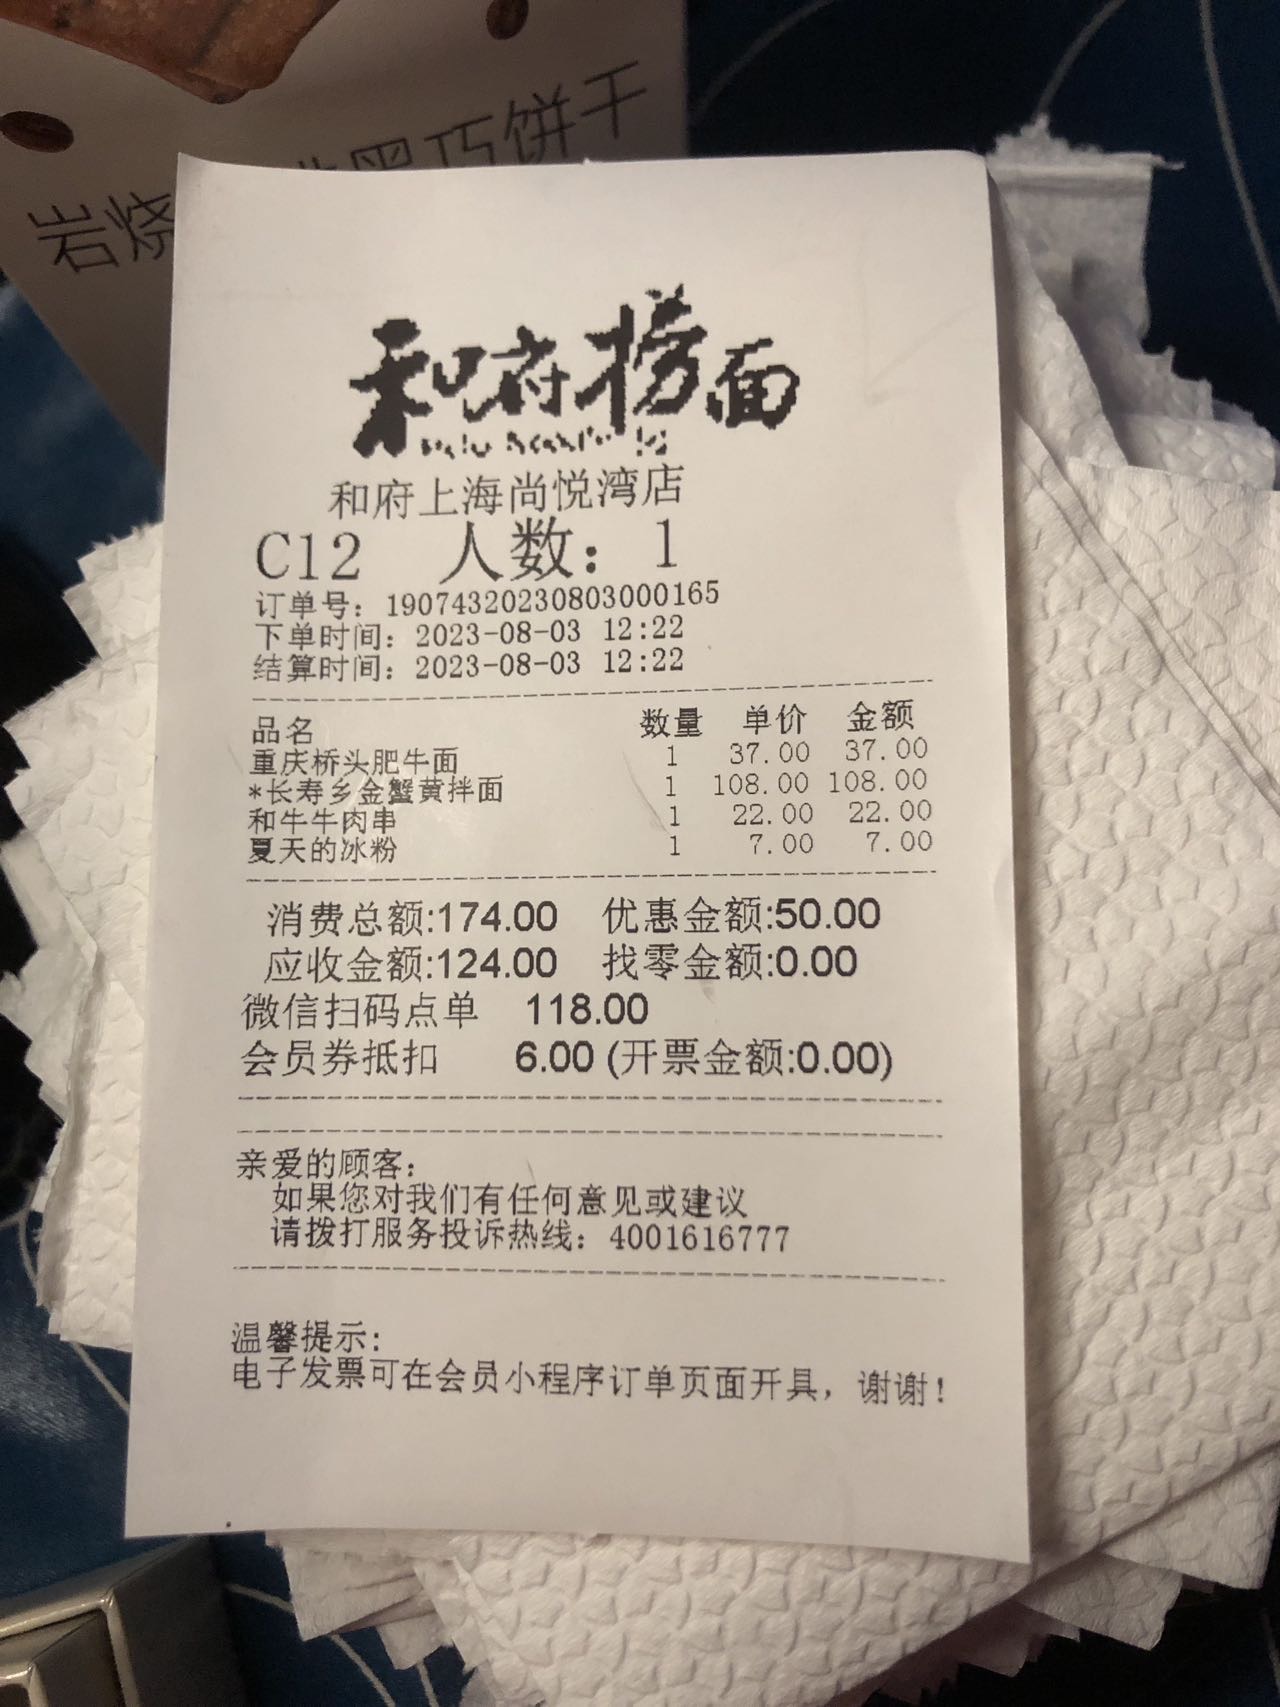 岩烧 黑巧饼干
和府捞面
和府上海尚悦湾店
C12 人数: 1
订单号: 19074320230803000165
下单时间: 2023-08-03 12:22
结算时间: 2023-08-03 12:22
品名 数量 单价 金额
重庆桥头肥牛面 1 37.00 37.00
*长寿乡金蟹黄拌面 1 108.00 108.00
和牛牛肉串 1 22.00 22.00
夏天的冰粉 1 7.00 7.00
消费总额:174.00 优惠金额:50.00
应收金额:124.00 找零金额:0.00
微信扫码点单 118.00
会员券抵扣 6.00 (开票金额:0.00)
亲爱的顾客:
如果您对我们有任何意见或建议
请拨打服务投诉热线: 4001616777
温馨提示:
电子发票可在会员小程序订单页面开具, 谢谢!